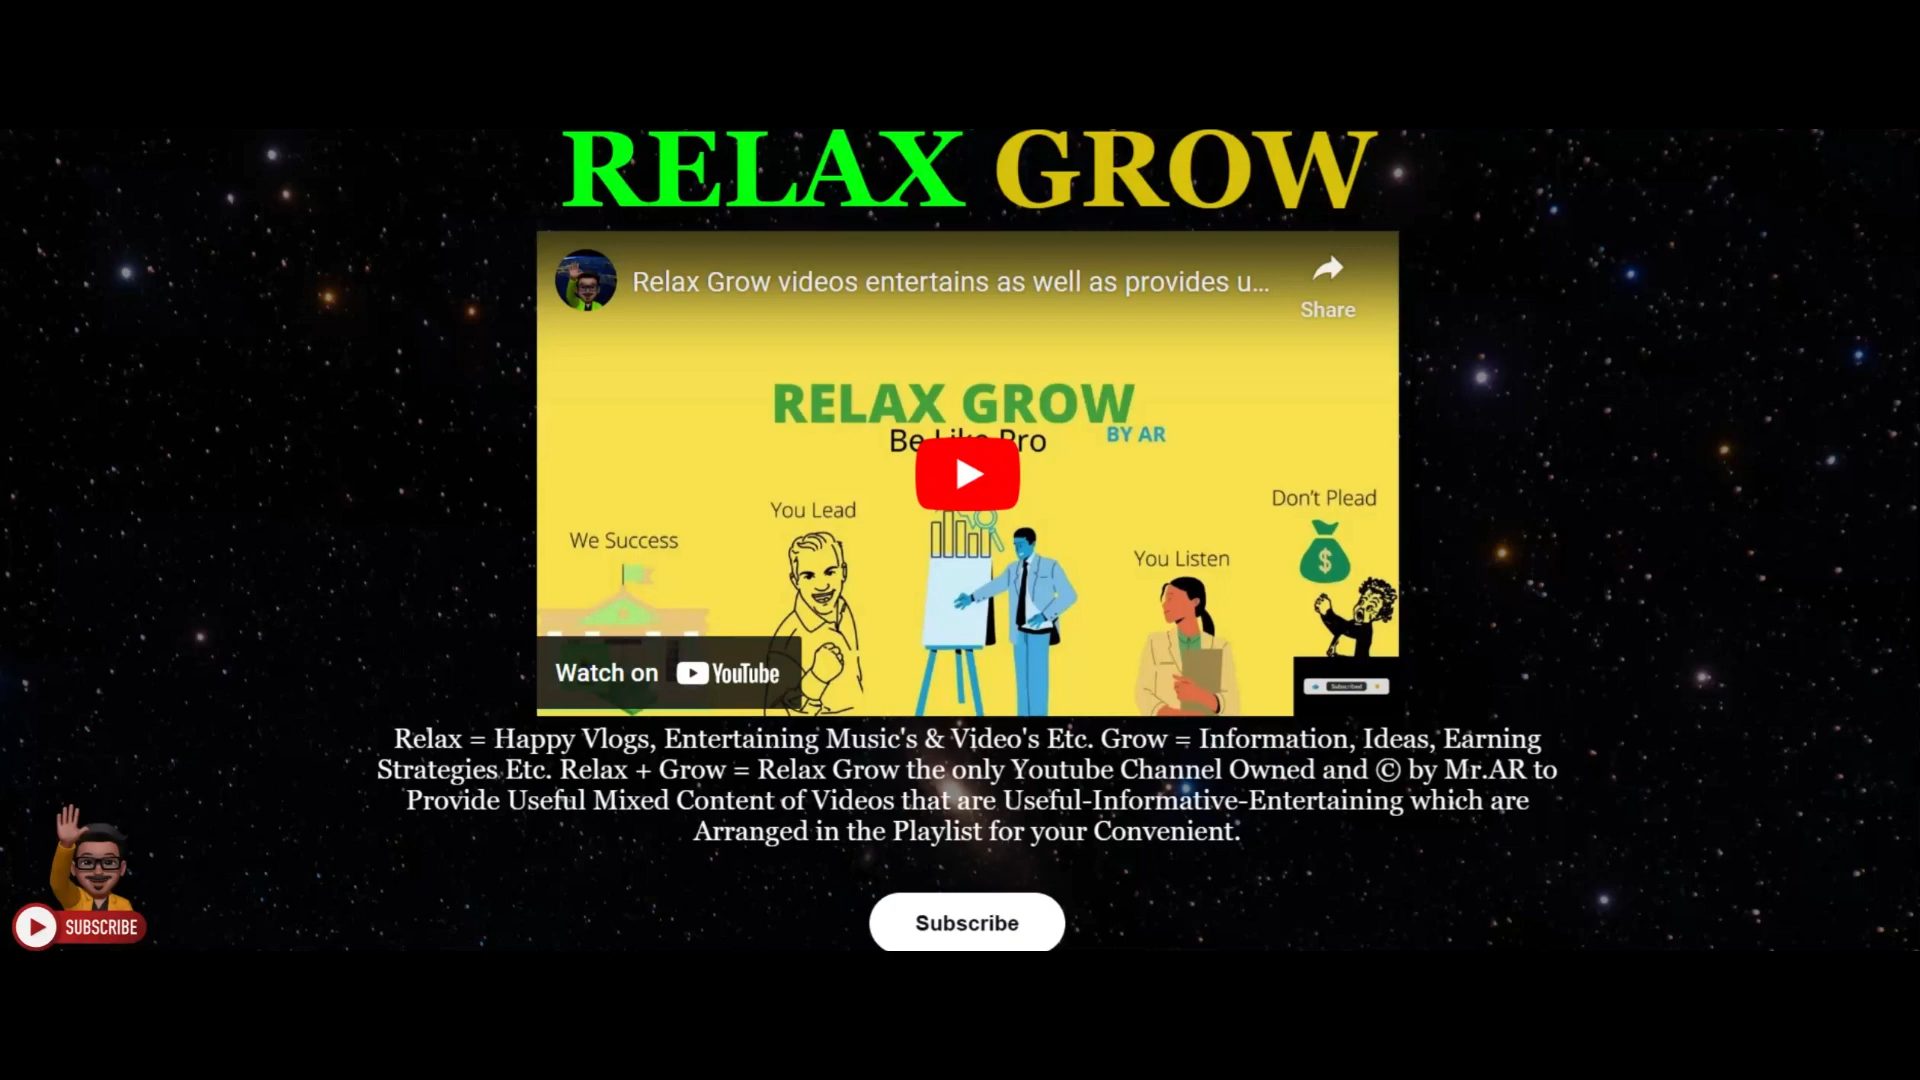 RELAX GROW
Relax Grow videos entertains as well as provides u...
Share
RELAX GROW
BY AR
You Lead
Don't Plead
We Success
You Listen
Watch on YouTube
Subscribed
Relax = Happy Vlogs, Entertaining Music's & Video's Etc. Grow = Information, Ideas, Earning
Strategies Etc. Relax + Grow = Relax Grow the only Youtube Channel Owned and © by Mr.AR to
Provide Useful Mixed Content of Videos that are Useful-Informative-Entertaining which are
Arranged in the Playlist for your Convenient.
SUBSCRIBE
Subscribe